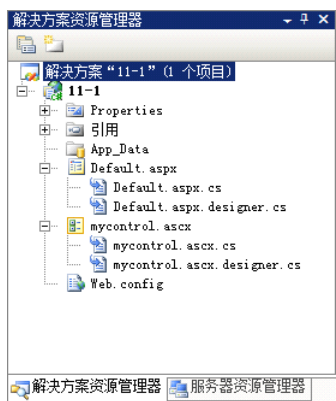 解决方案资源管理器
解决方案“11-1”(1 个项目)
11-1
Properties
引用
App_Data
Default.aspx
Default.aspx.cs
Default.aspx.designer.cs
mycontrol.ascx
mycontrol.ascx.cs
mycontrol.ascx.designer.cs
Web.config
解决方案资源管理器 服务器资源管理器